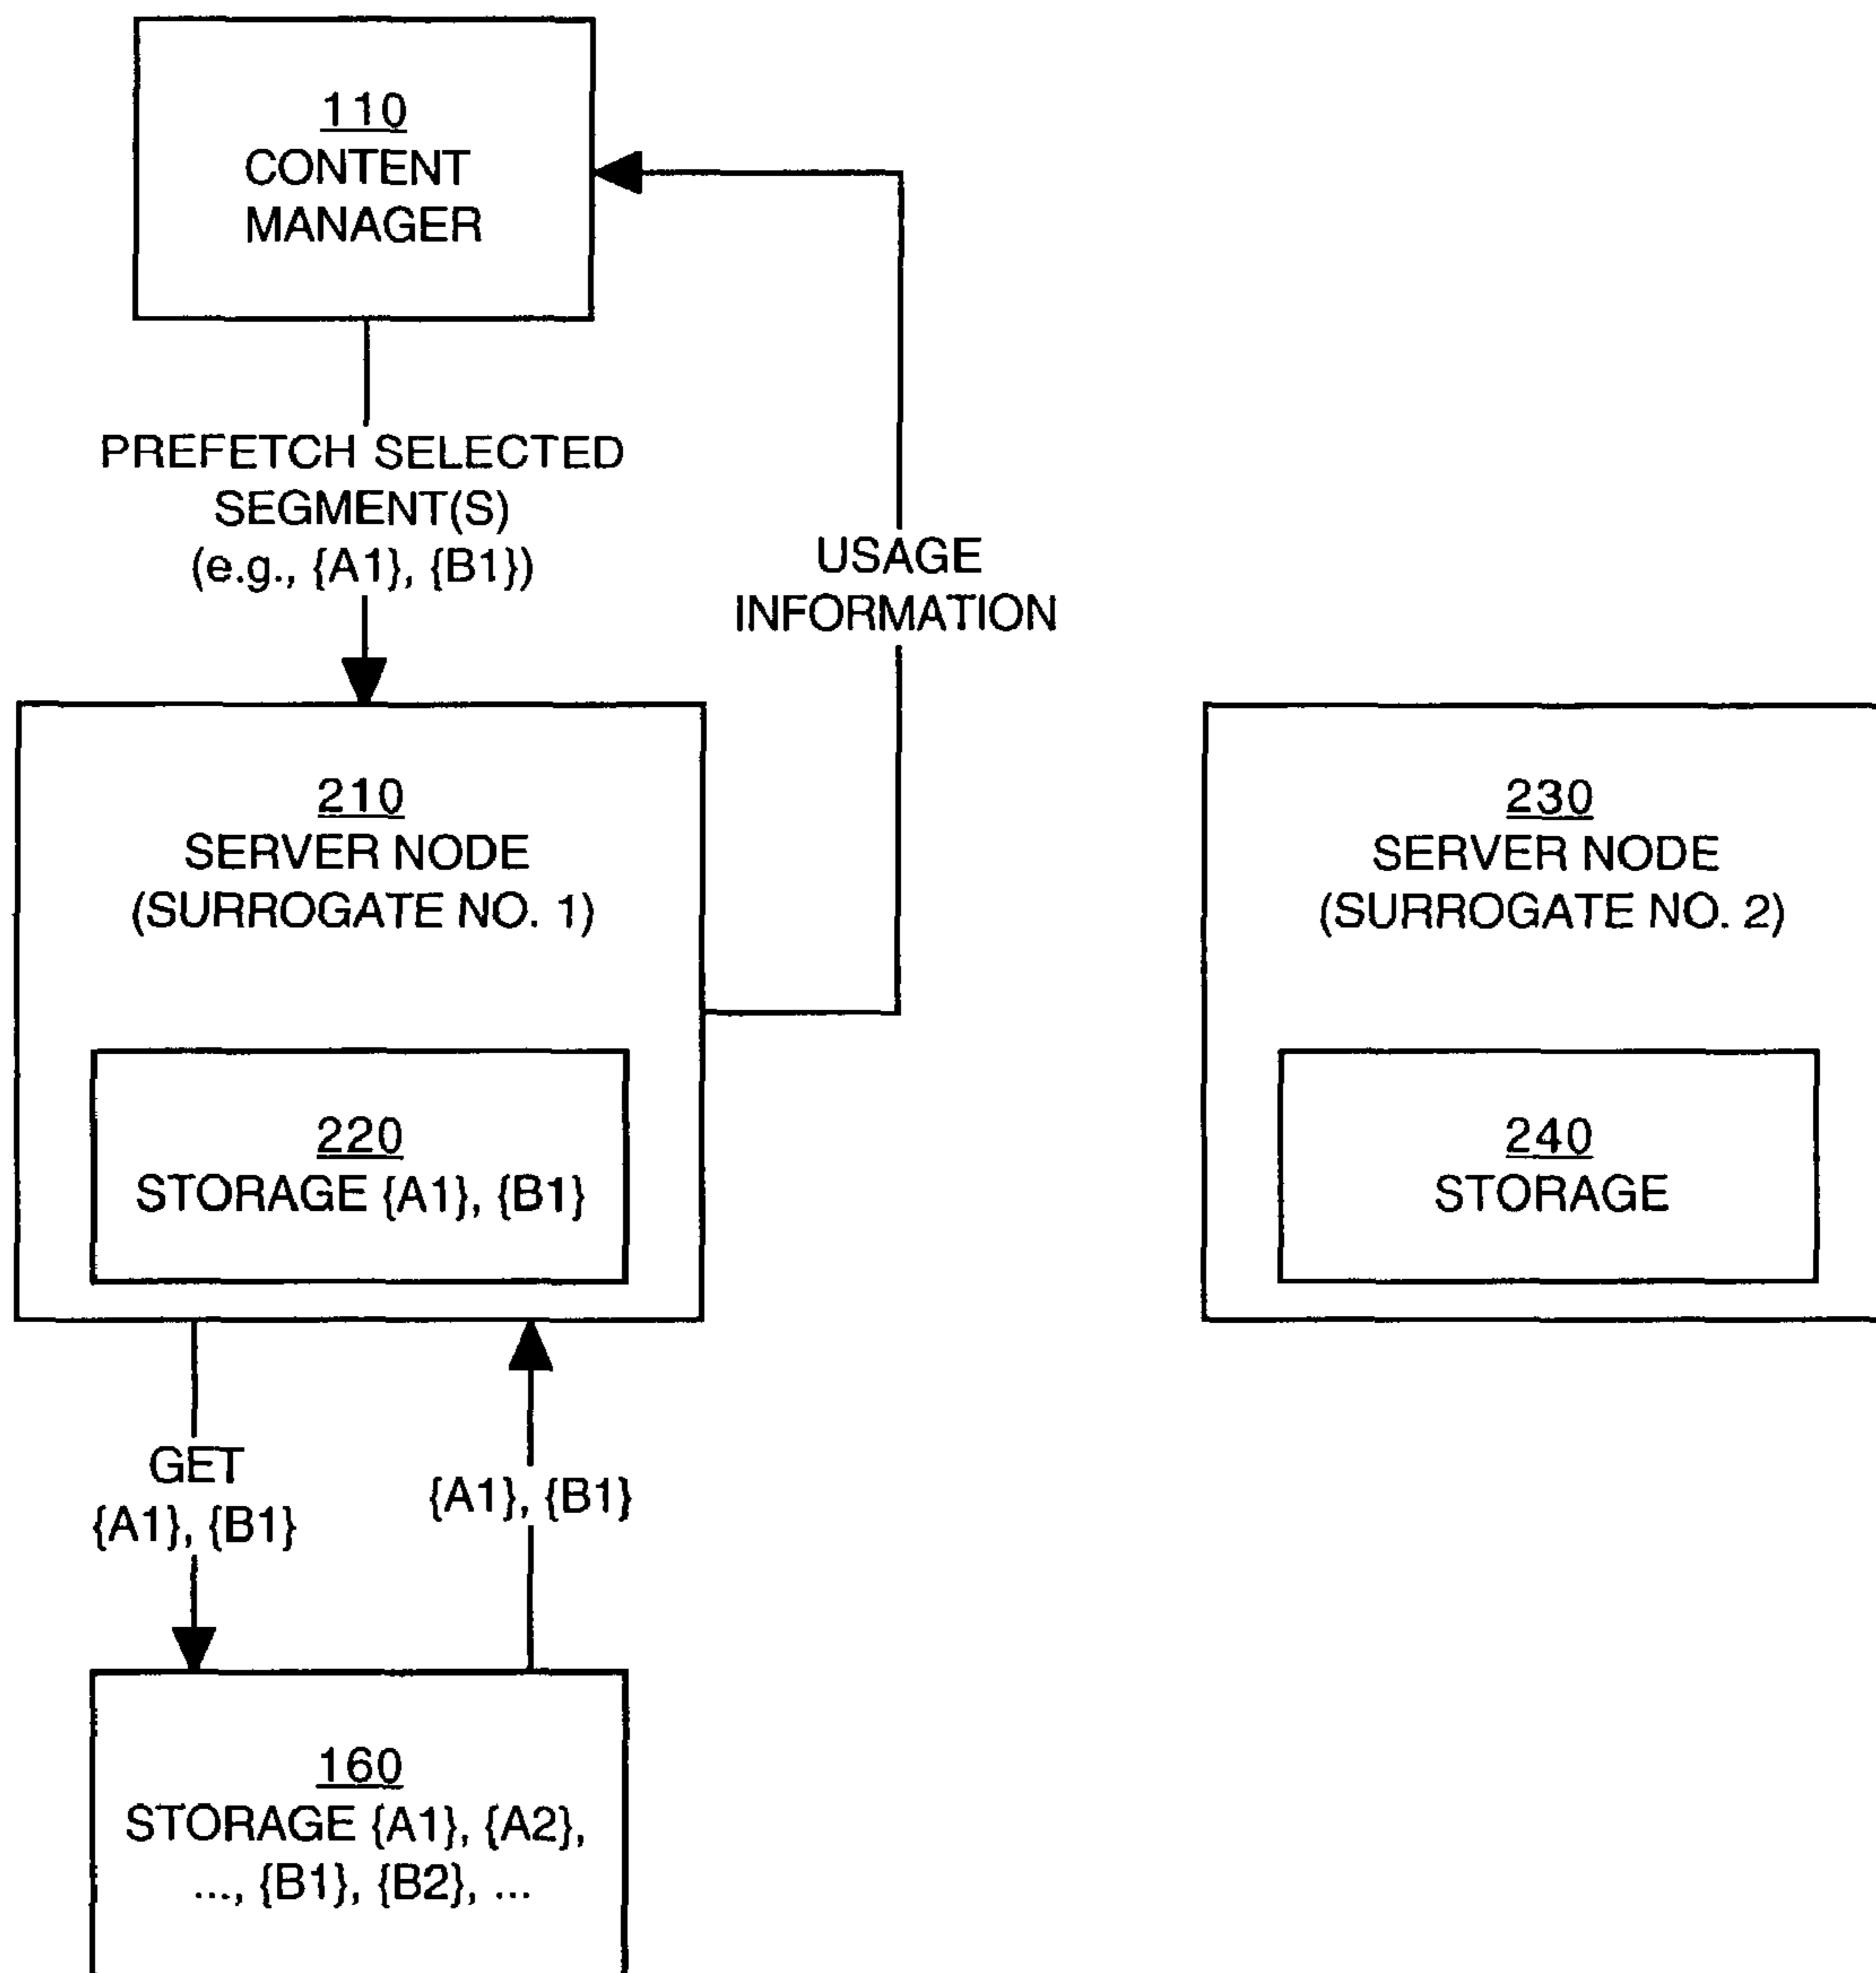 110
CONTENT
MANAGER
PREFETCH SELECTED
SEGMENT(S)
(e.g., {A1}, {B1})
USAGE
INFORMATION
210
SERVER NODE
(SURROGATE NO. 1)
220
STORAGE {A1}, {B1}
230
SERVER NODE
(SURROGATE NO. 2)
240
STORAGE
GET
{A1}, {B1}
{A1}, {B1}
160
STORAGE {A1}, {A2},
..., {B1}, {B2}, ...